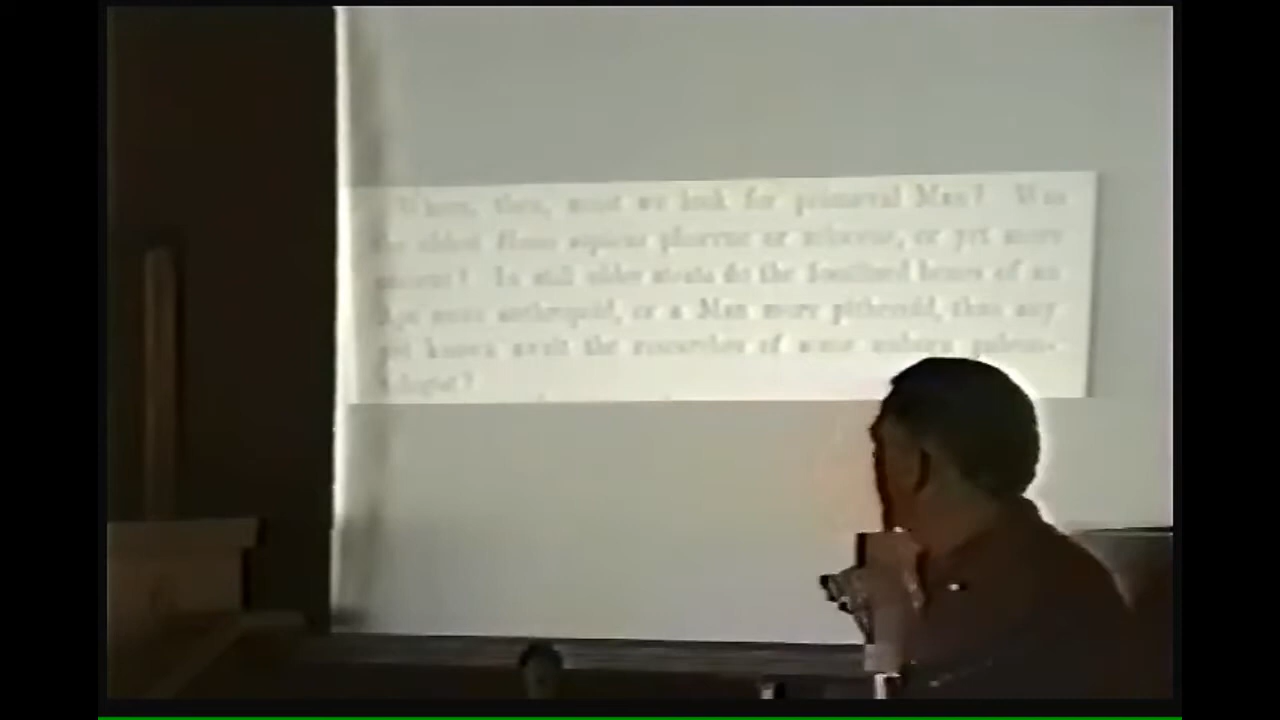 Where, then, must we look for primæval Man? Was
the oldest Homo sapiens pliocene or miocene, or yet more
ancient? In still older strata do the fossilized bones of an
Ape more anthropoid, or a Man more pithecoid, than any
yet known await the researches of some unborn paleon-
tologist?